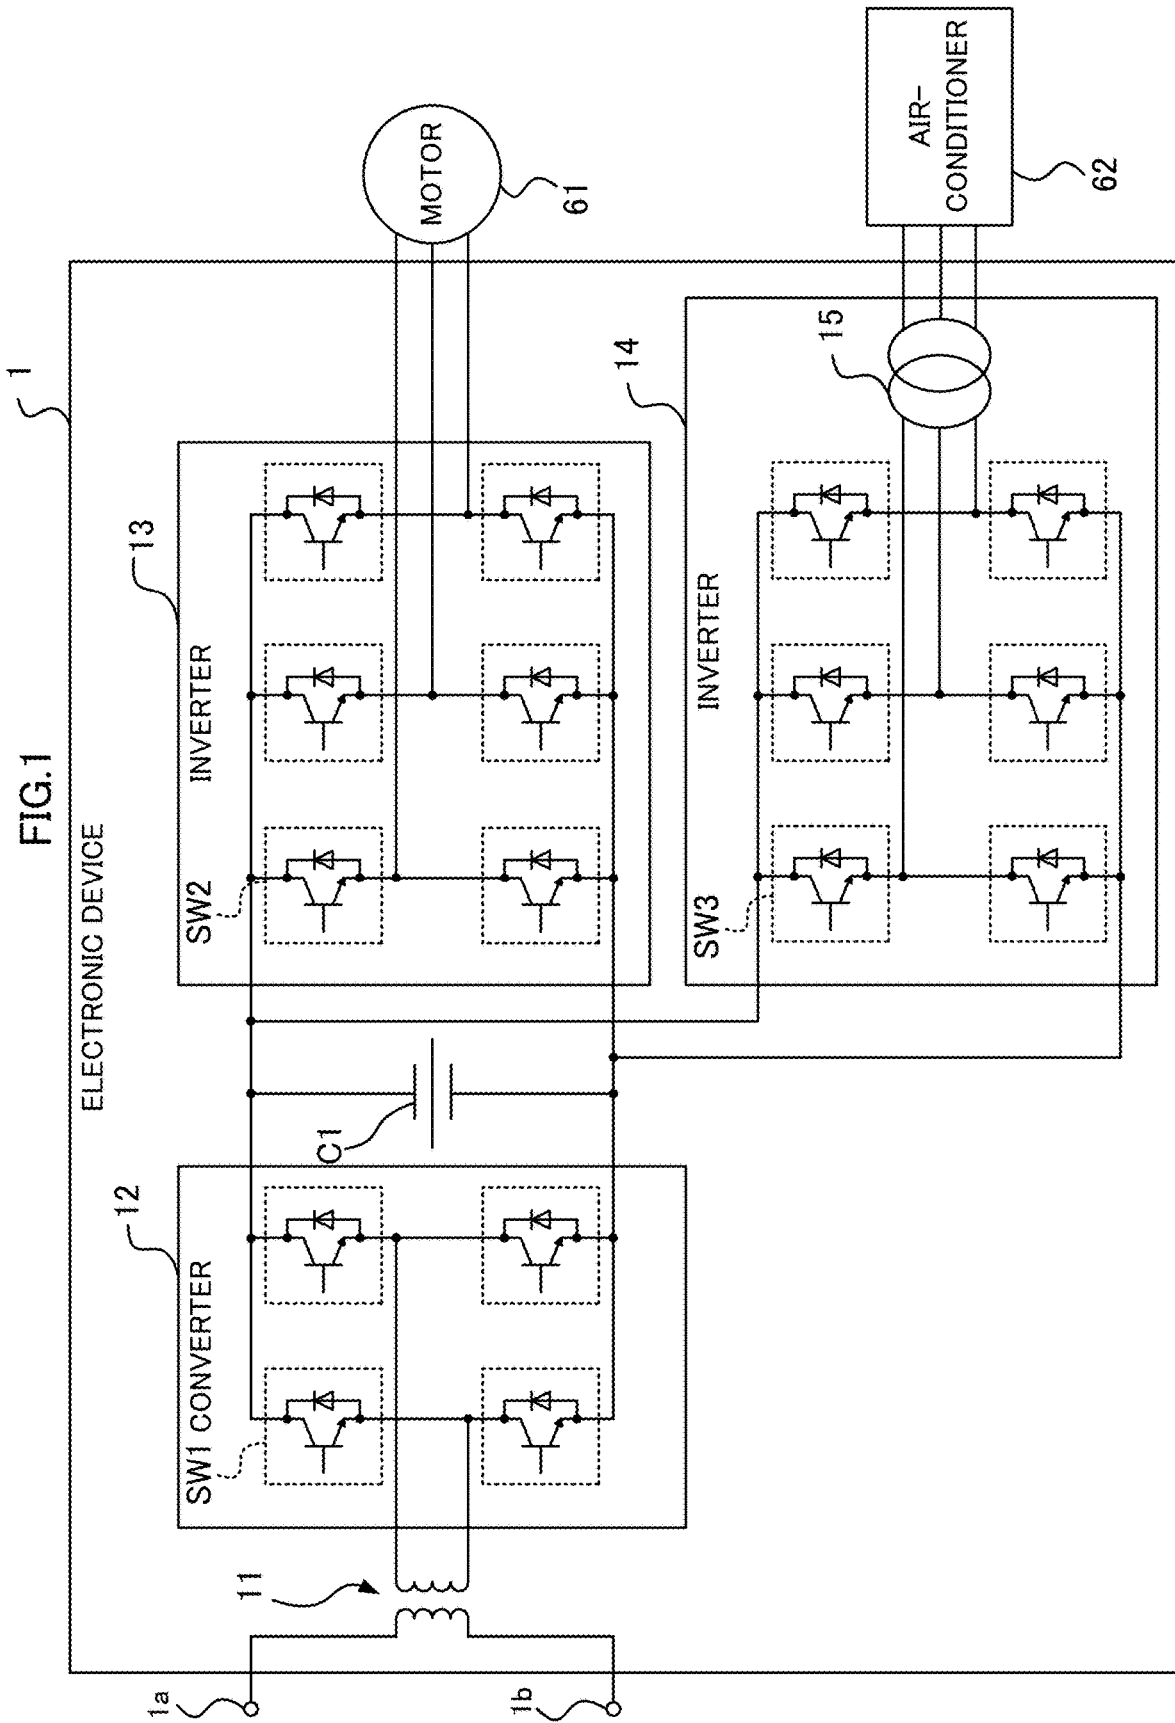 FIG.1
1
ELECTRONIC DEVICE
1a
1b
11
12
SW1 CONVERTER
C1
13
SW2
INVERTER
MOTOR
61
14
SW3
INVERTER
15
AIR-
CONDITIONER
62